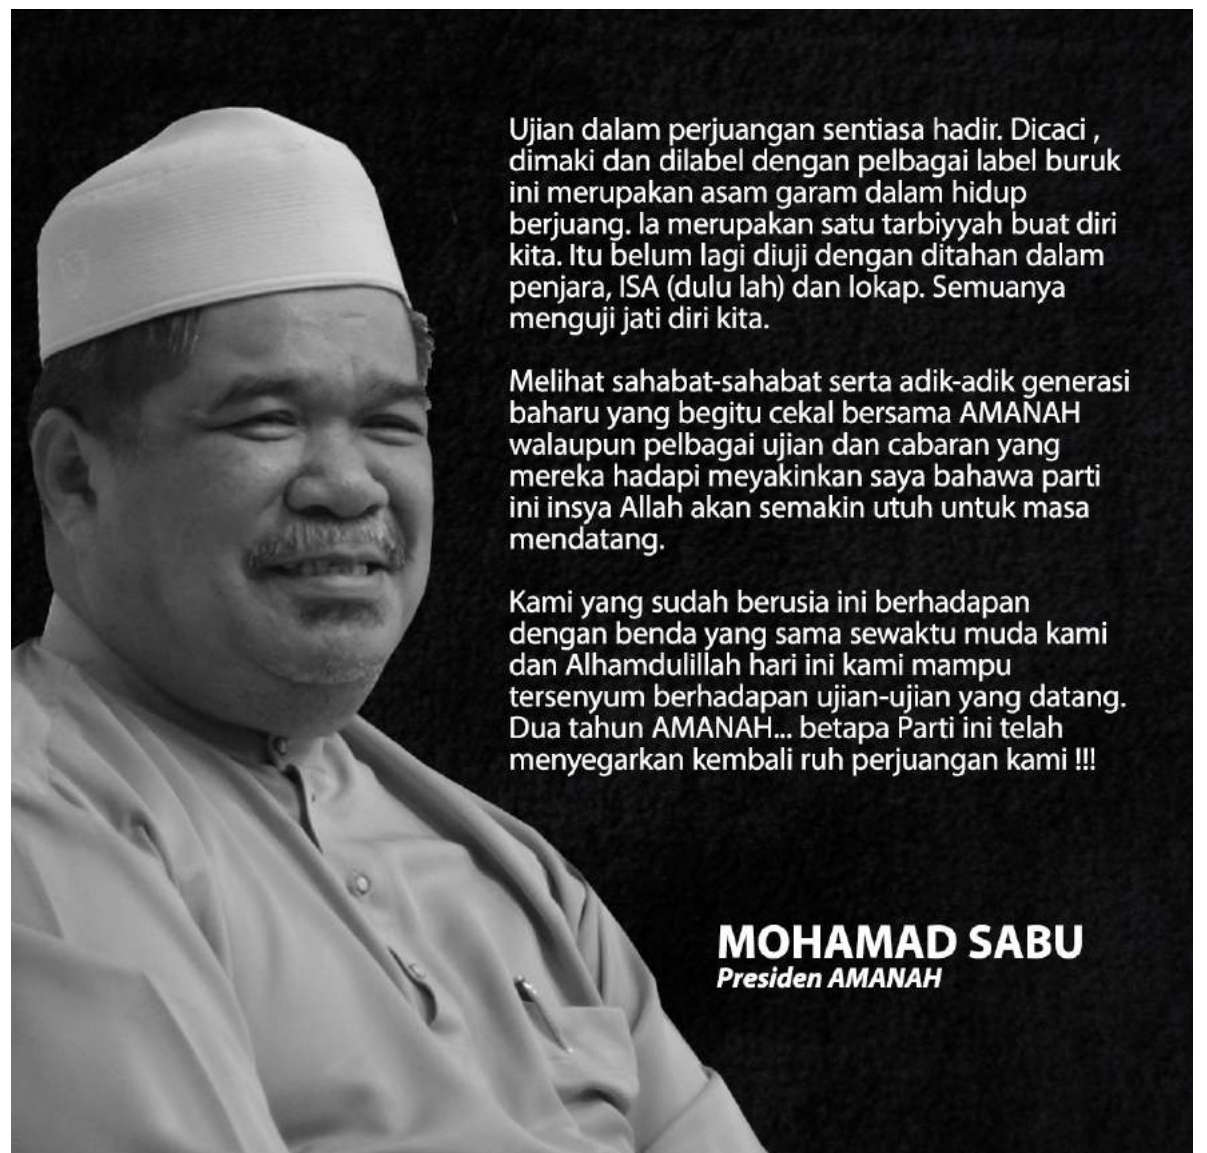 Ujian dalam perjuangan sentiasa hadir. Dicaci ,
dimaki dan dilabel dengan pelbagai label buruk
ini merupakan asam garam dalam hidup
berjuang. Ia merupakan satu tarbiyyah buat diri
kita. Itu belum lagi diuji dengan ditahan dalam
penjara, ISA (dulu lah) dan lokap. Semuanya
menguji jati diri kita.
Melihat sahabat-sahabat serta adik-adik generasi
baharu yang begitu cekal bersama AMANAH
walaupun pelbagai ujian dan cabaran yang
mereka hadapi meyakinkan saya bahawa parti
ini insya Allah akan semakin utuh untuk masa
mendatang.
Kami yang sudah berusia ini berhadapan
dengan benda yang sama sewaktu muda kami
dan Alhamdulillah hari ini kami mampu
tersenyum berhadapan ujian-ujian yang datang.
Dua tahun AMANAH... betapa Parti ini telah
menyegarkan kembali ruh perjuangan kami !!!
MOHAMAD SABU
Presiden AMANAH